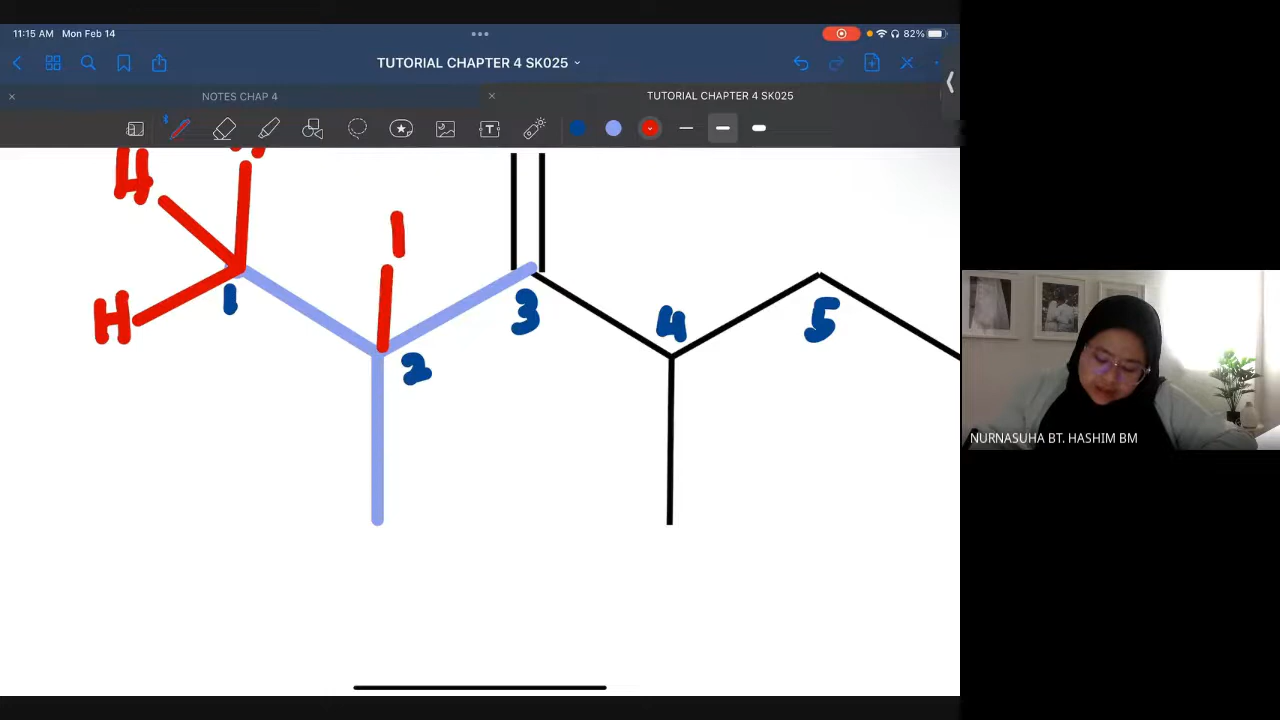 11:15 AM Mon Feb 14
82%
TUTORIAL CHAPTER 4 SK025
NOTES CHAP 4
TUTORIAL CHAPTER 4 SK025
H
1
2
3
4
5
NURNASUHA BT. HASHIM BM